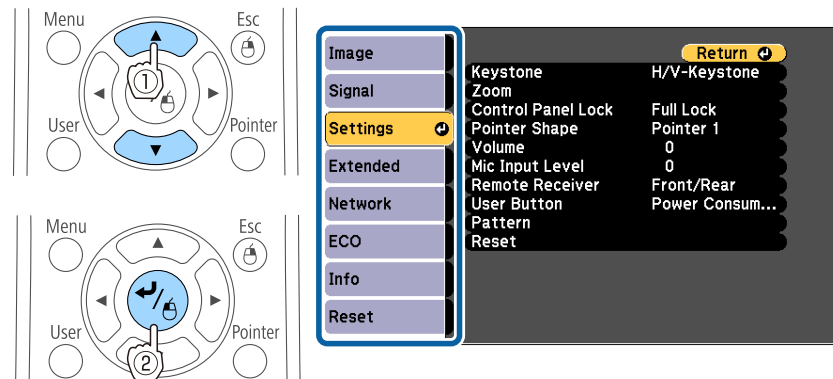 Menu
Esc
①
User
Pointer
Menu
Esc
User
Pointer
②
Image
Signal
Settings
Extended
Network
ECO
Info
Reset
Return
Keystone H/V-Keystone
Zoom
Control Panel Lock Full Lock
Pointer Shape Pointer 1
Volume 0
Mic Input Level 0
Remote Receiver Front/Rear
User Button Power Consum...
Pattern
Reset